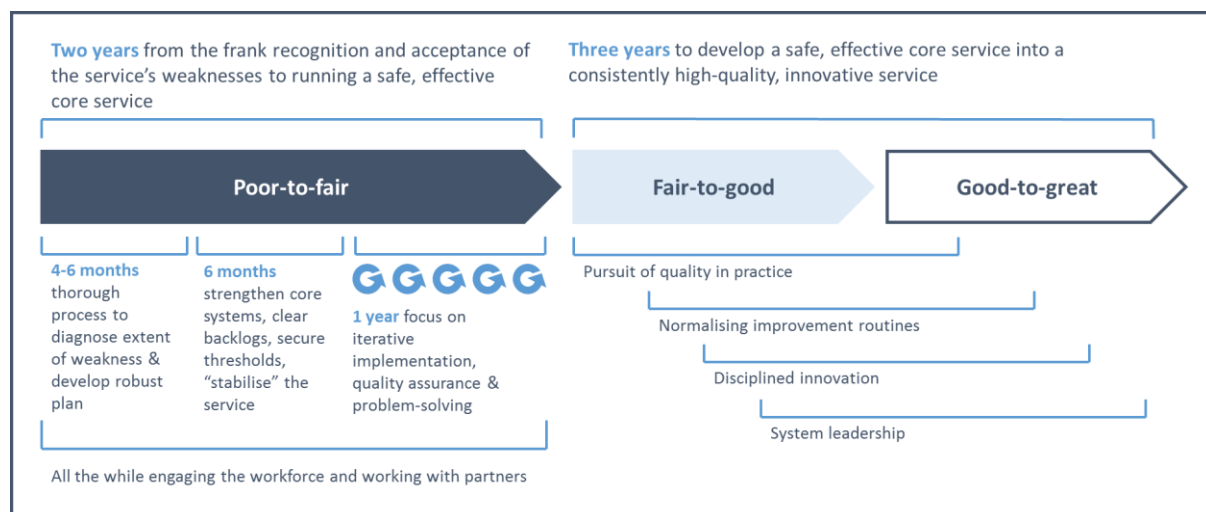 Two years from the frank recognition and acceptance of
the service's weaknesses to running a safe, effective
core service
Three years to develop a safe, effective core service into a
consistently high-quality, innovative service
Poor-to-fair
Fair-to-good
Good-to-great
4-6 months
thorough
process to
diagnose extent
of weakness &
develop robust
plan
6 months
strengthen core
systems, clear
backlogs, secure
thresholds,
“stabilise” the
service
1 year focus on
iterative
implementation,
quality assurance &
problem-solving
Pursuit of quality in practice
Normalising improvement routines
Disciplined innovation
System leadership
All the while engaging the workforce and working with partners